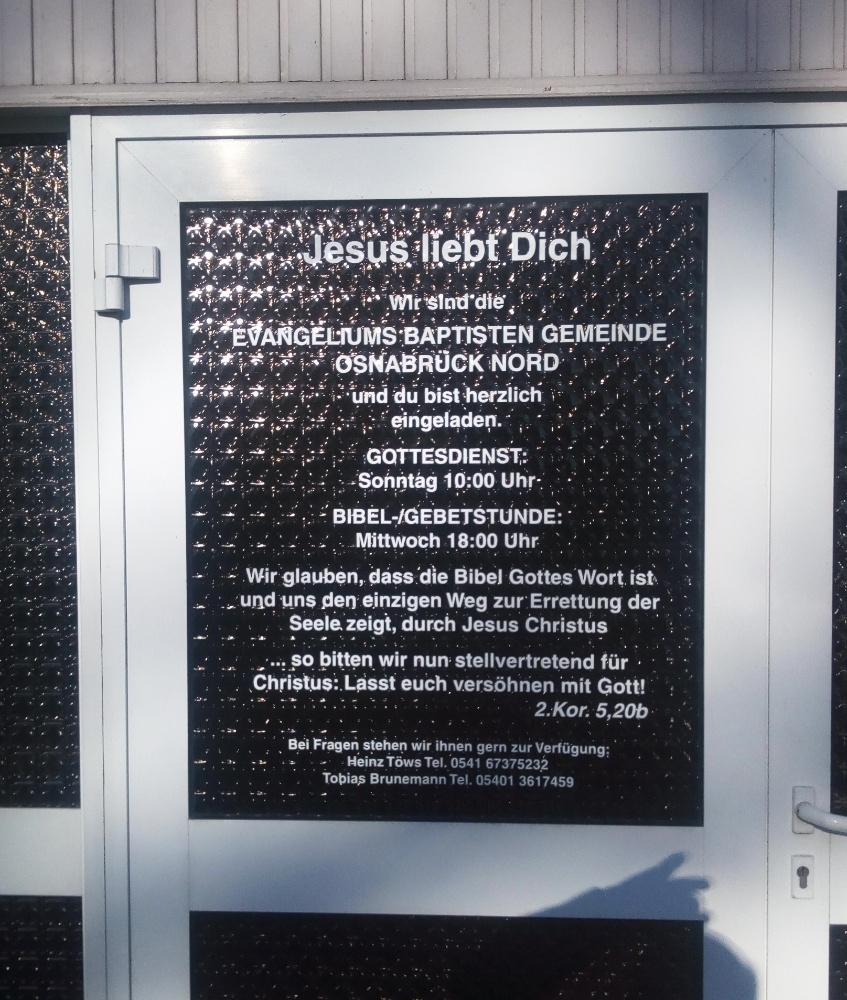 Jesus liebt Dich
Wir sind die
EVANGELIUMS BAPTISTEN GEMEINDE
OSNABRÜCK NORD
und du bist herzlich
eingeladen.
GOTTESDIENST:
Sonntag 10:00 Uhr
BIBEL-/GEBETSTUNDE:
Mittwoch 18:00 Uhr
Wir glauben, dass die Bibel Gottes Wort ist
und uns den einzigen Weg zur Errettung der
Seele zeigt, durch Jesus Christus
... so bitten wir nun stellvertretend für
Christus: Lasst euch versöhnen mit Gott!
2.Kor. 5,20b
Bei Fragen stehen wir ihnen gern zur Verfügung:
Heinz Töws Tel. 0541 67375232
Tobias Brunemann Tel. 05401 3617459